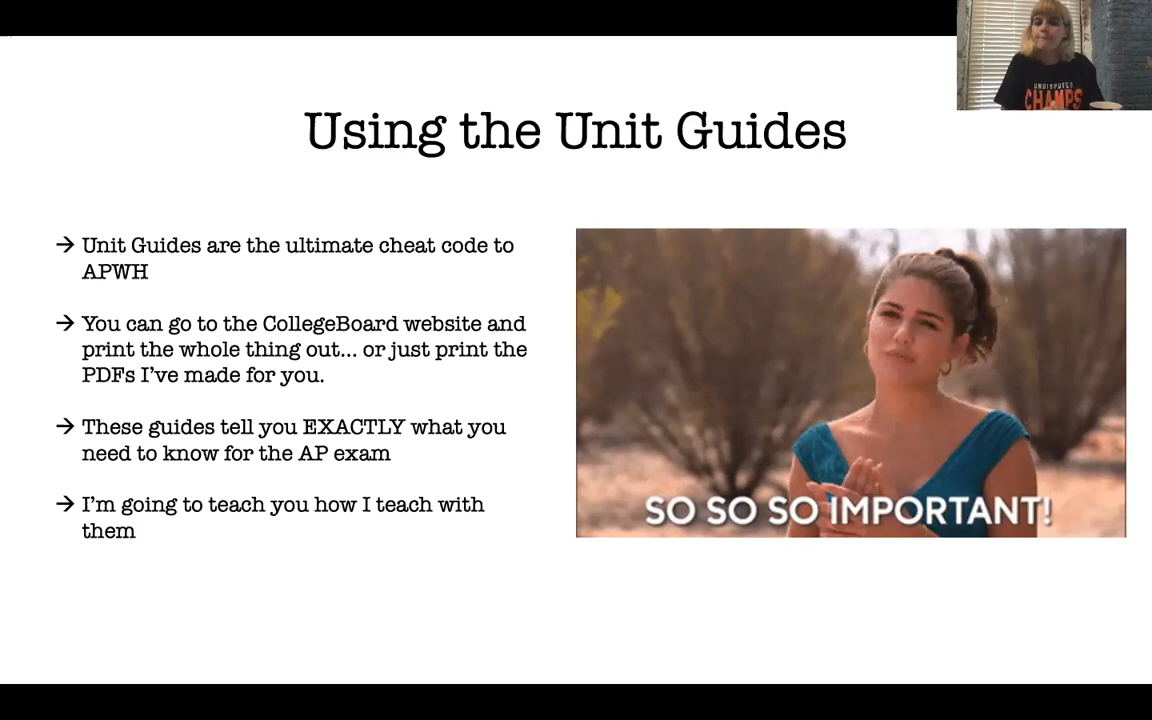 UNDISPUTED
CHAMPS
Using the Unit Guides
→ Unit Guides are the ultimate cheat code to
APWH
→ You can go to the CollegeBoard website and
print the whole thing out... or just print the
PDFs I've made for you.
→ These guides tell you EXACTLY what you
need to know for the AP exam
→ I'm going to teach you how I teach with
them
SO SO SO IMPORTANT!